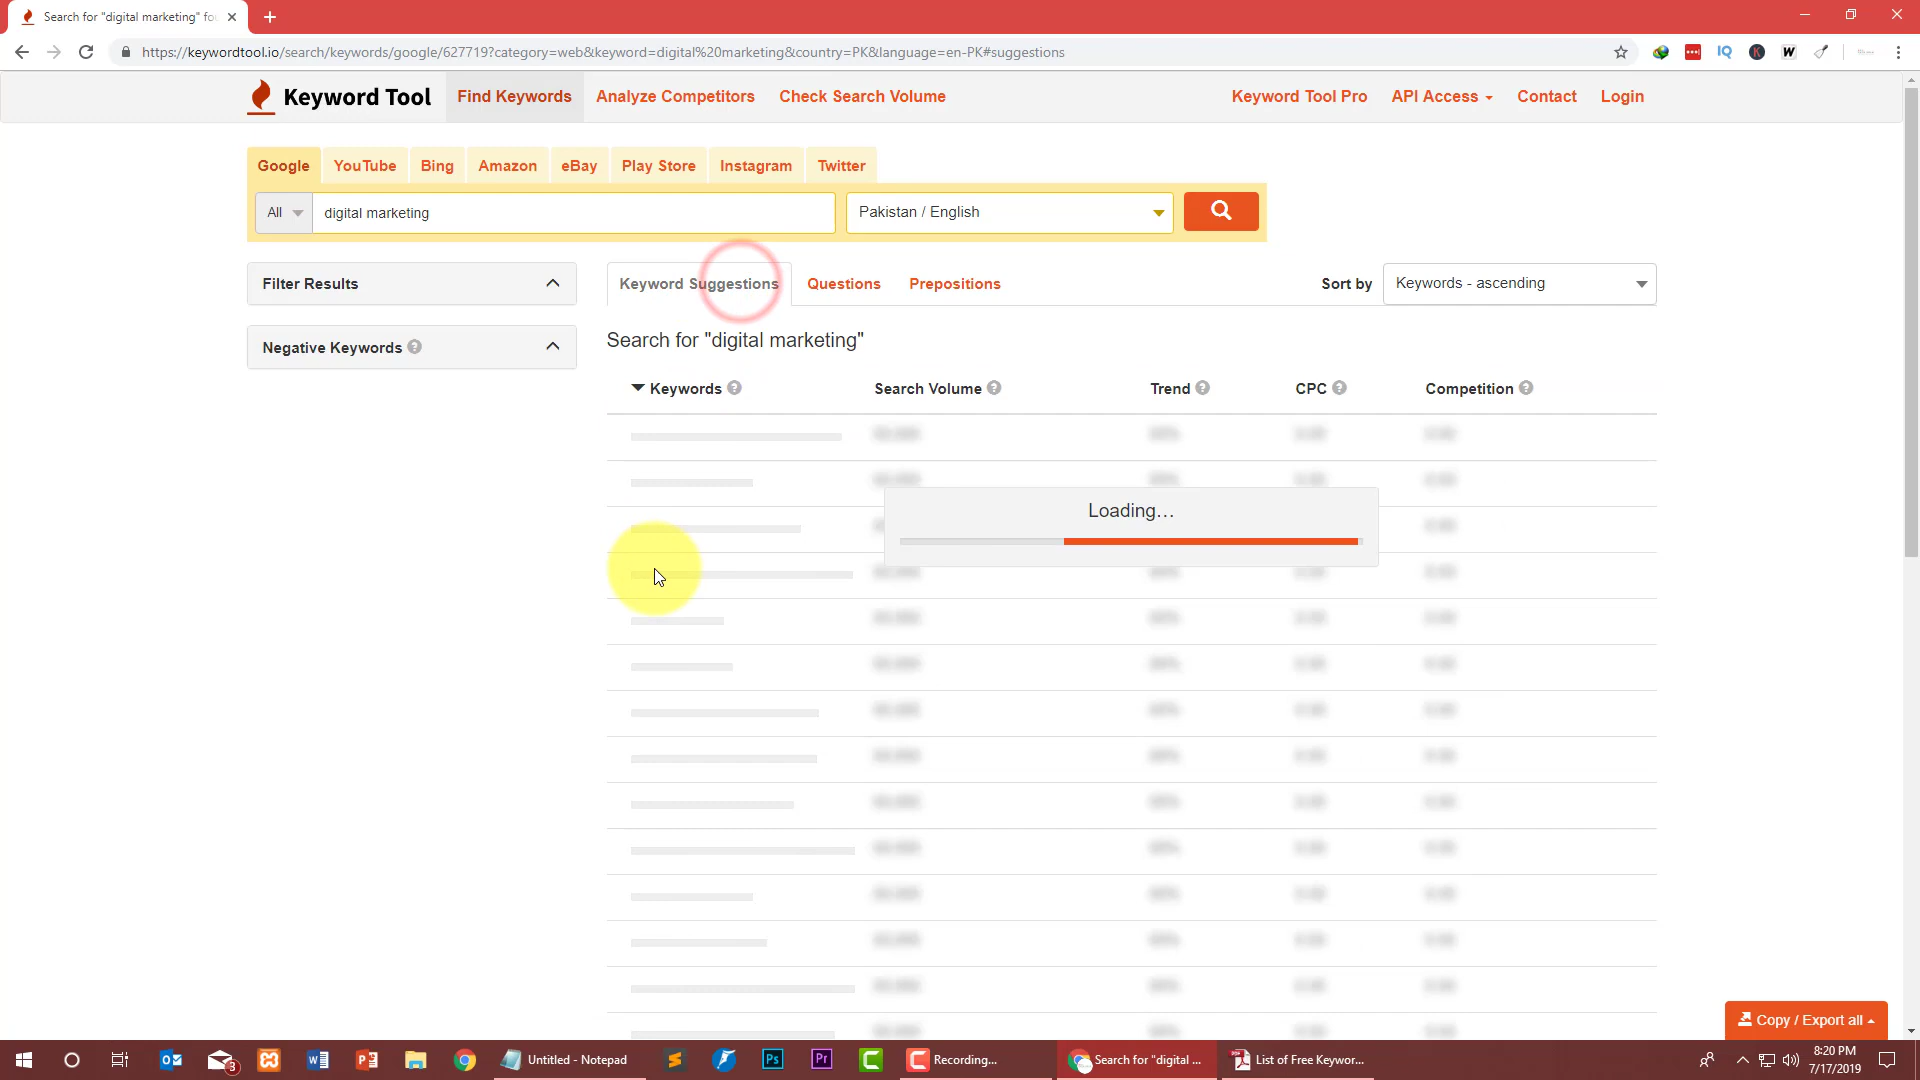 Search for "digital marketing" fo
https://keywordtool.io/search/keywords/google/627719?category=web&keyword=digital%20marketing&country=PK&language=en-PK#suggestions
Keyword Tool
Find Keywords
Analyze Competitors
Check Search Volume
Keyword Tool Pro
API Access
Contact
Login
Google
YouTube
Bing
Amazon
eBay
Play Store
Instagram
Twitter
All
digital marketing
Pakistan / English
Filter Results
Negative Keywords
Keyword Suggestions
Questions
Prepositions
Sort by
Keywords - ascending
Search for "digital marketing"
Keywords
Search Volume
Trend
CPC
Competition
Loading...
Copy / Export all
Untitled - Notepad
Recording...
Search for "digital ...
List of Free Keywor...
8:20 PM
7/17/2019